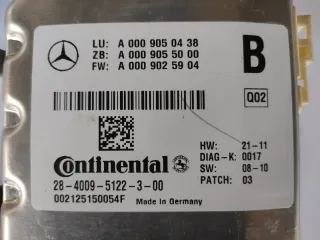 LU: A 000 905 04 38
ZB: A 000 905 50 00
FW: A 000 902 59 04
B
Q02
HW: 21-11
DIAG-K: 0017
SW: 08-10
PATCH: 03
Continental
28-4009-5122-3-00
002125150054F
Made in Germany